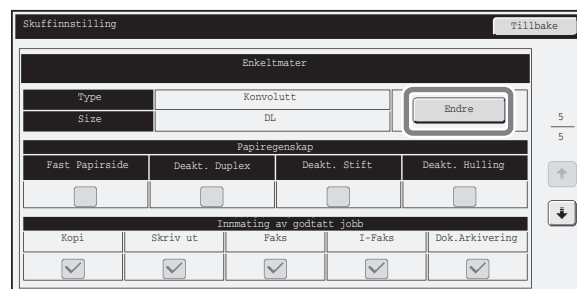 Skuffinnstilling Tillbake
Enkeltmater
Type Konvolutt Endre
Size DL
5
5
Papiregenskap
Fast Papirside Deakt. Duplex Deakt. Stift Deakt. Hulling
Innmating av godtatt jobb
Kopi Skriv ut Faks I-Faks Dok.Arkivering